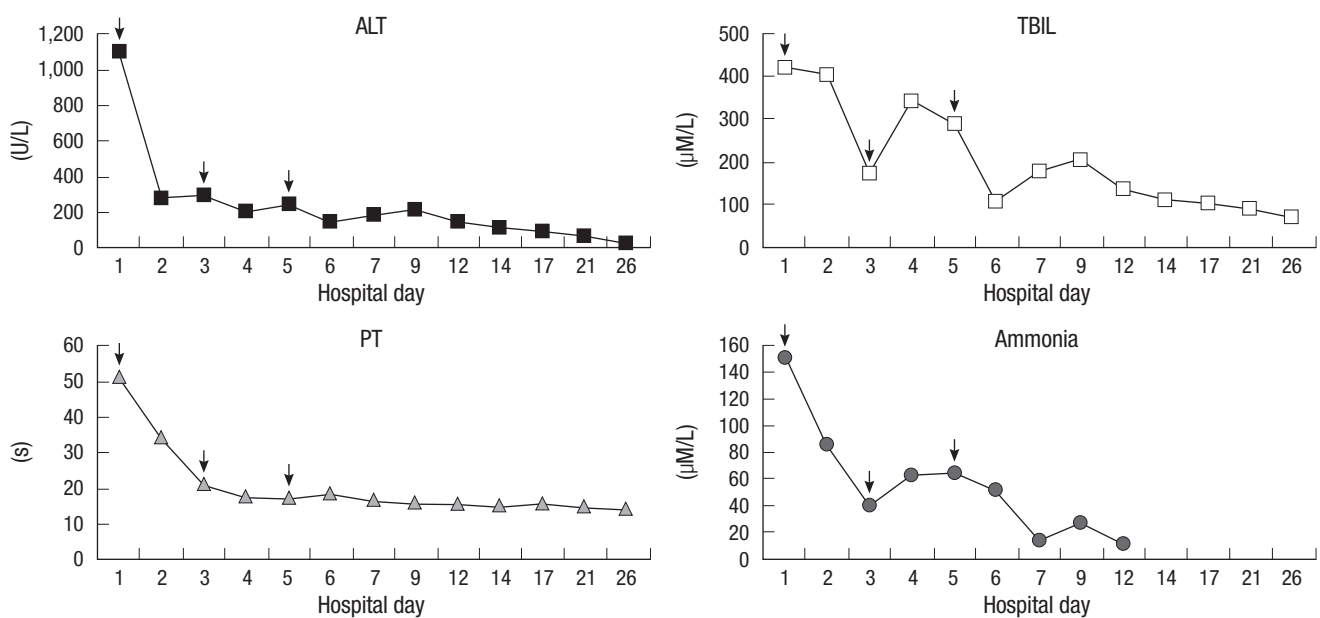 ALT
1,200
1,000
800
600
400
200
0
(U/L)
1 2 3 4 5 6 7 9 12 14 17 21 26
Hospital day
TBIL
500
400
300
200
100
0
(µM/L)
1 2 3 4 5 6 7 9 12 14 17 21 26
Hospital day
PT
60
50
40
30
20
10
0
(s)
1 2 3 4 5 6 7 9 12 14 17 21 26
Hospital day
Ammonia
160
140
120
100
80
60
40
20
0
(µM/L)
1 2 3 4 5 6 7 9 12 14 17 21 26
Hospital day